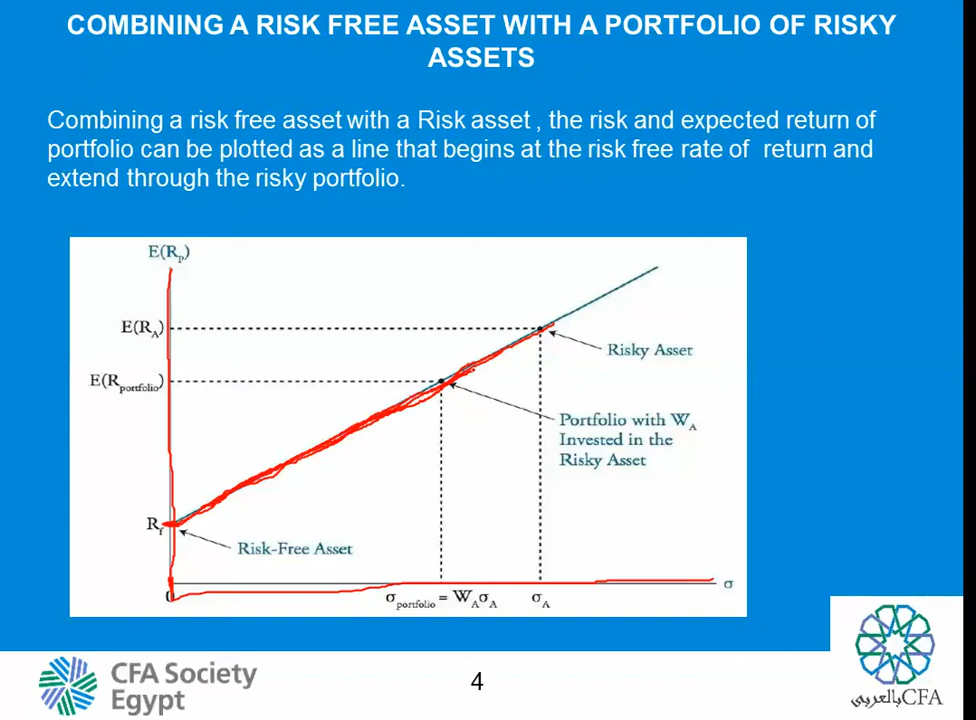 COMBINING A RISK FREE ASSET WITH A PORTFOLIO OF RISKY
ASSETS
Combining a risk free asset with a Risk asset , the risk and expected return of
portfolio can be plotted as a line that begins at the risk free rate of return and
extend through the risky portfolio.
E(Rp)
E(RA)
Risky Asset
E(Rportfolio)
Portfolio with WA
Invested in the
Risky Asset
Rf
Risk-Free Asset
σ
0
σportfolio = WAσA
σA
CFA Society
Egypt
4
CFAبالعربي